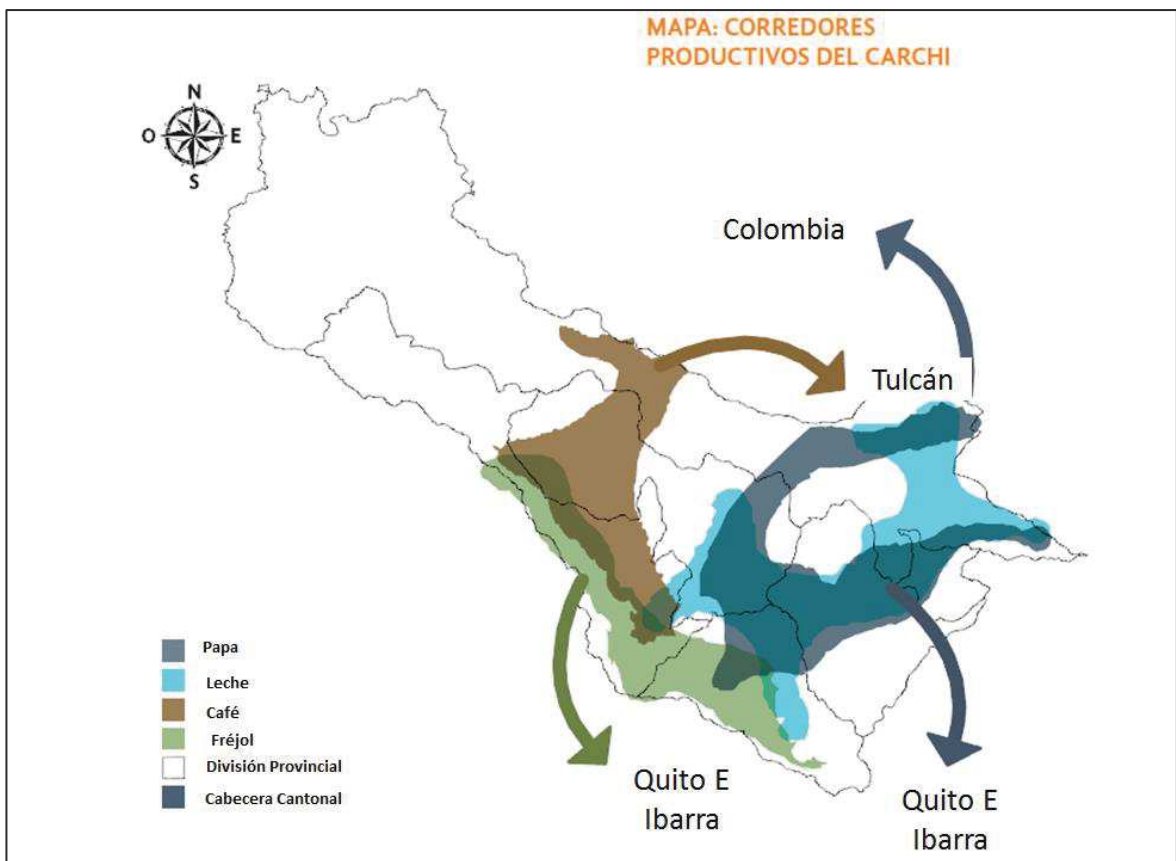 MAPA: CORREDORES
PRODUCTIVOS DEL CARCHI
N
O
E
S
Colombia
Tulcán
Papa
Leche
Café
Fréjol
División Provincial
Cabecera Cantonal
Quito E
Ibarra
Quito E
Ibarra